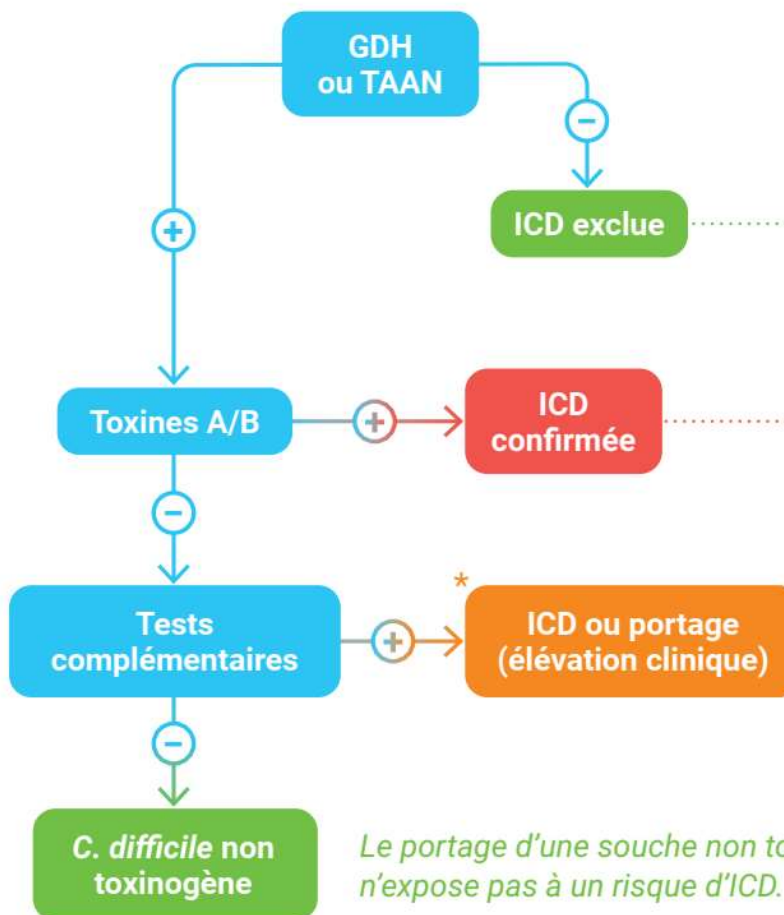 GDH
ou TAAN
ICD exclue
Toxines A/B
ICD
confirmée
*
Tests
complémentaires
ICD ou portage
(élévation clinique)
C. difficile non
toxinogène
Le portage d’une souche non to
n’expose pas à un risque d’ICD.